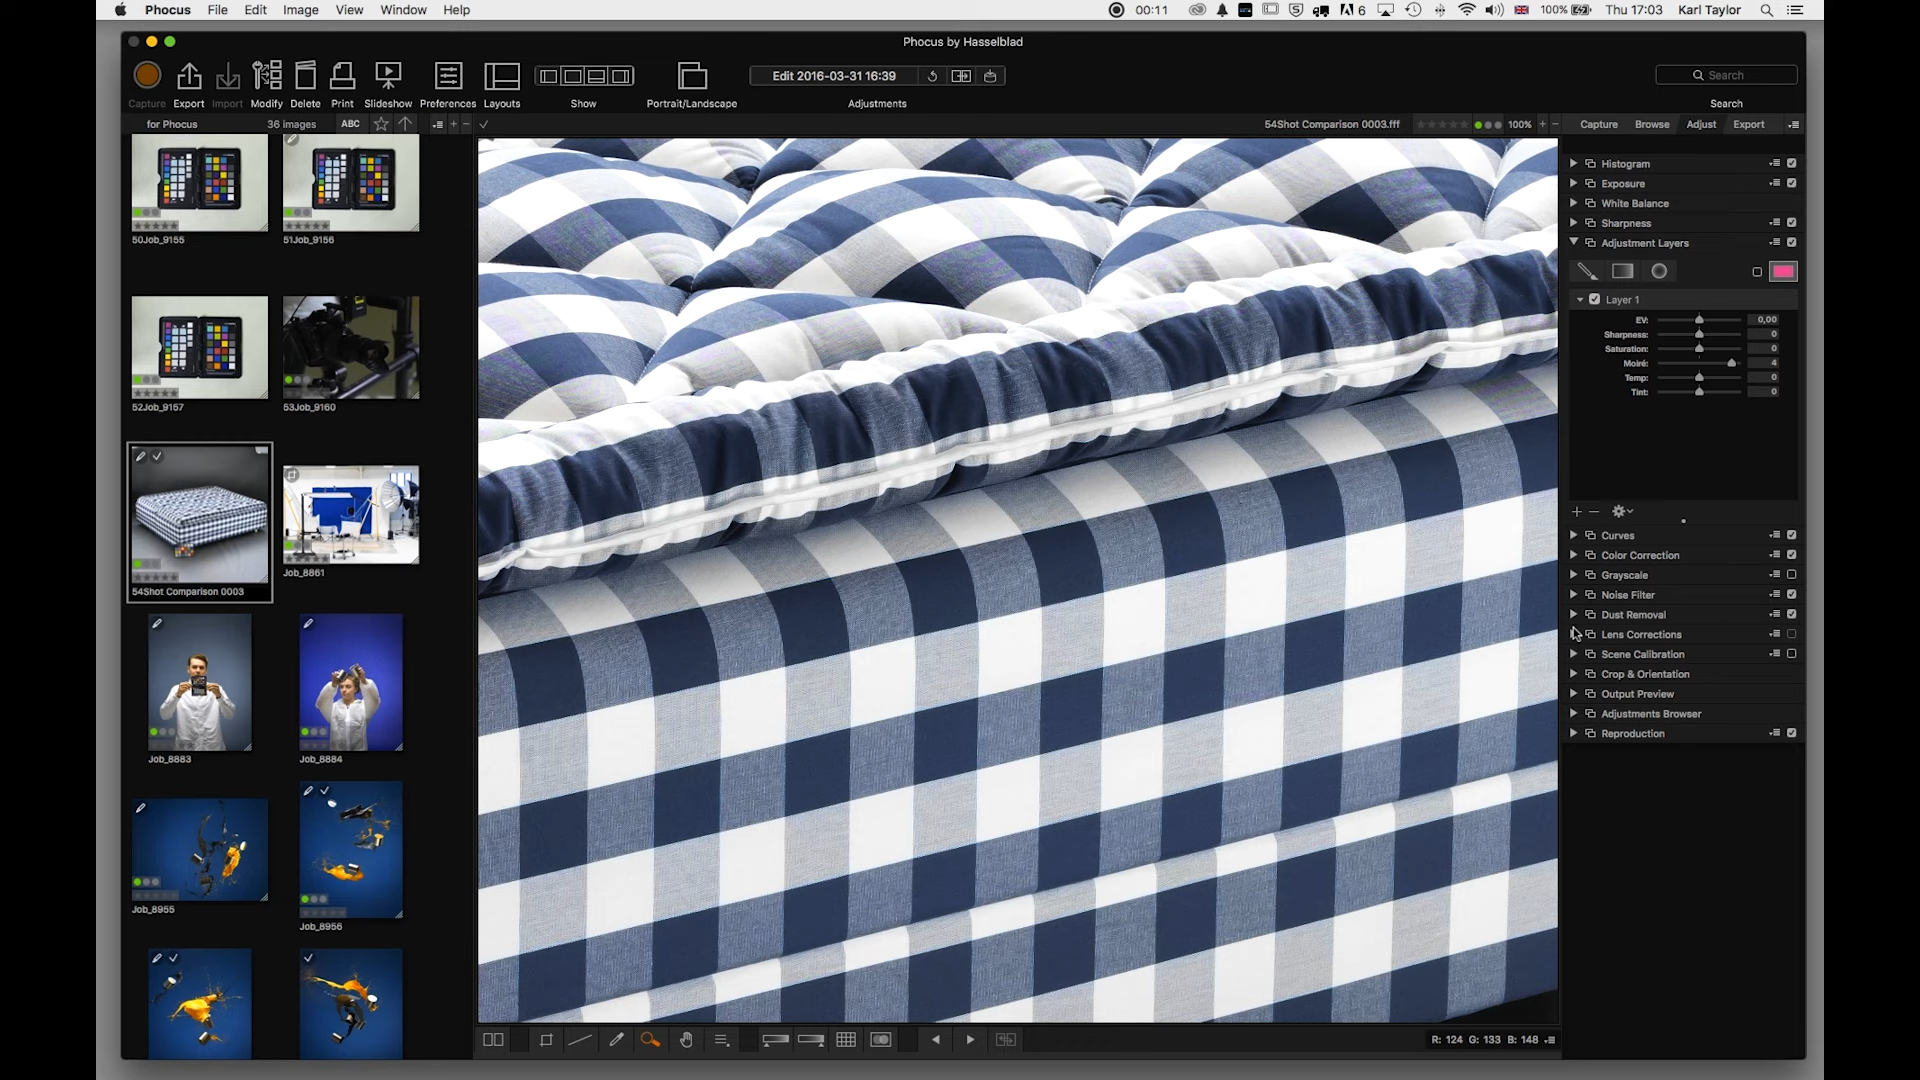 Phocus File Edit Image View Window Help 00:11 6 100% Thu 17:03 Karl Taylor
Phocus by Hasselblad
Edit 2016-03-31 16:39
Search
Capture Export Import Modify Delete Print Slideshow Preferences Layouts Show Portrait/Landscape Adjustments Search
for Phocus 36 images ABC 54Shot Comparison 0003.fff 100% Capture Browse Adjust Export
Histogram
Exposure
White Balance
Sharpness
Adjustment Layers
Layer 1
EV: 0,00
Sharpness: 0
Saturation: 0
Moiré: 4
Temp: 0
Tint: 0
Curves
Color Correction
Grayscale
Noise Filter
Dust Removal
Lens Corrections
Scene Calibration
Crop & Orientation
Output Preview
Adjustments Browser
Reproduction
50Job_9155 51Job_9156
52Job_9157 53Job_9160
54Shot Comparison 0003 Job_8861
Job_8883 Job_8884
Job_8955 Job_8956
R: 124 G: 133 B: 148